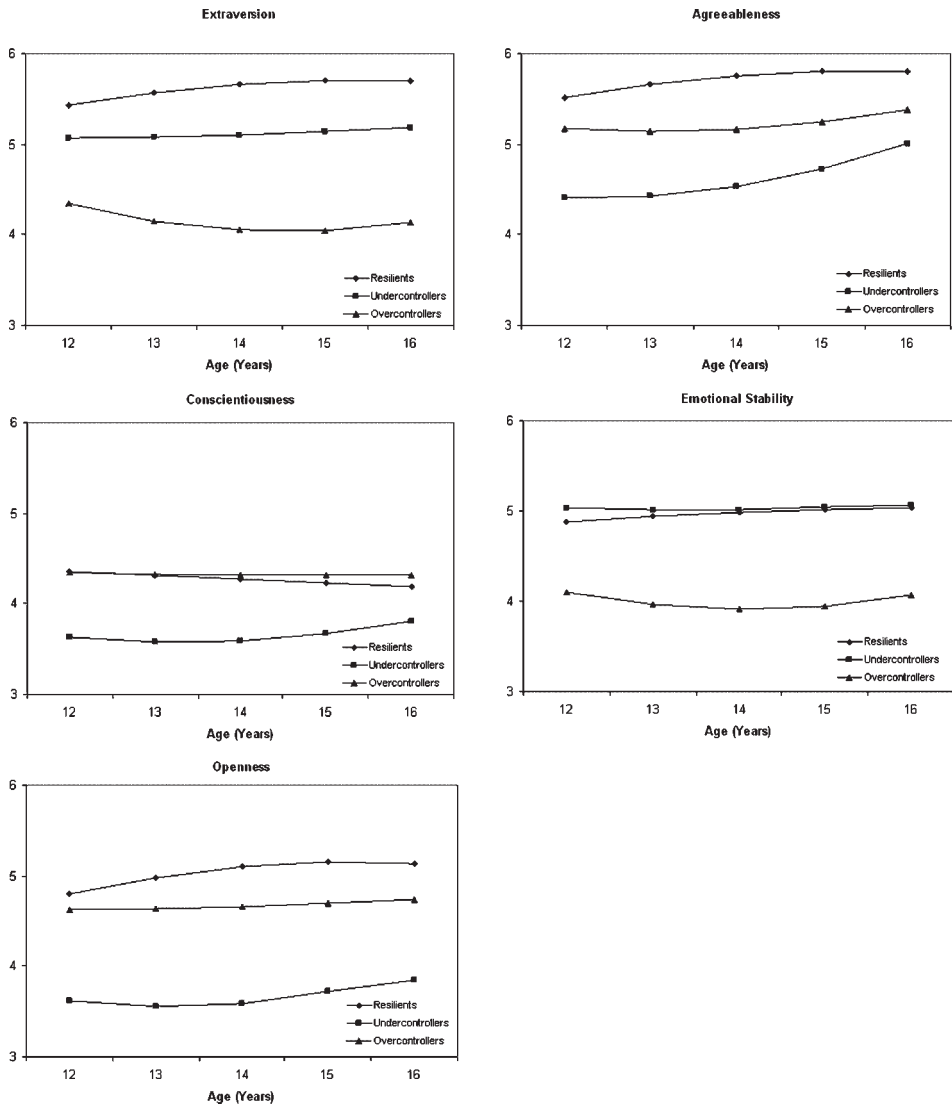 Extraversion
6
5
4
3
Resilients
Undercontrollers
Overcontrollers
12 13 14 15 16
Age (Years)
Agreeableness
6
5
4
3
Resilients
Undercontrollers
Overcontrollers
12 13 14 15 16
Age (Years)
Conscientiousness
6
5
4
3
Resilients
Undercontrollers
Overcontrollers
12 13 14 15 16
Age (Years)
Emotional Stability
6
5
4
3
Resilients
Undercontrollers
Overcontrollers
12 13 14 15 16
Age (Years)
Openness
6
5
4
3
Resilients
Undercontrollers
Overcontrollers
12 13 14 15 16
Age (Years)